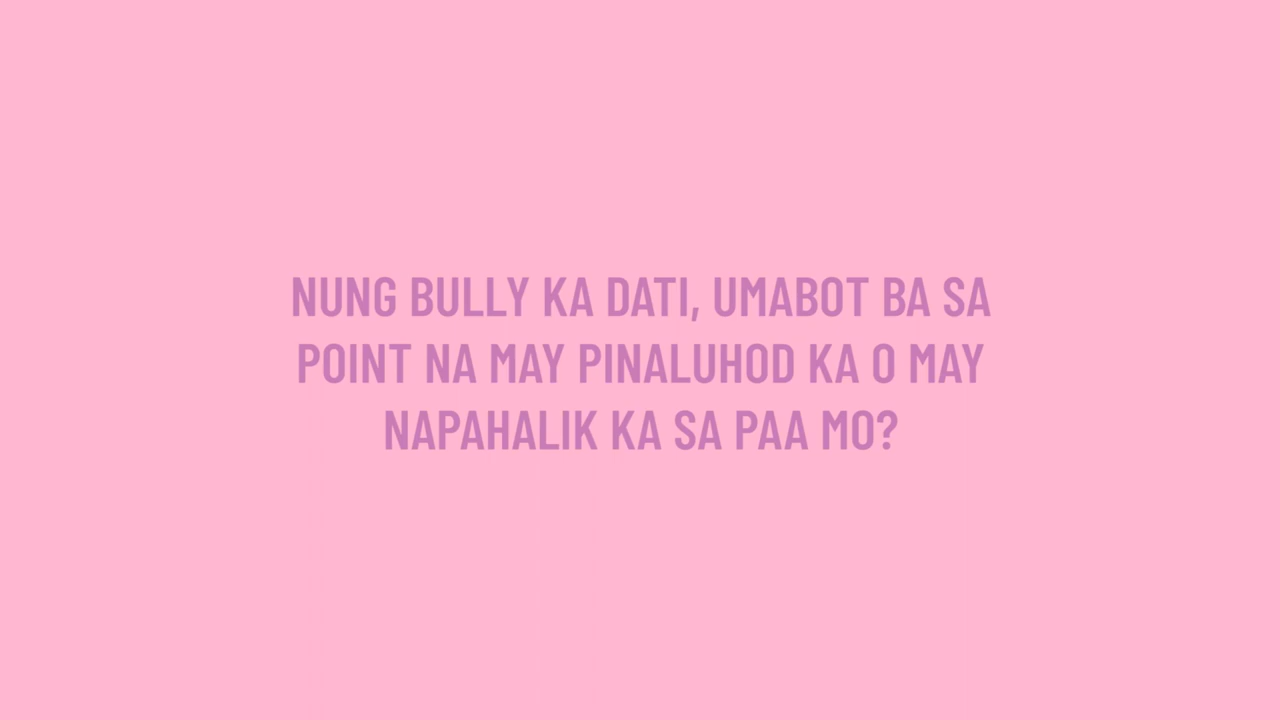 NUNG BULLY KA DATI, UMABOT BA SA
POINT NA MAY PINALUHOD KA O MAY
NAPAHALIK KA SA PAA MO?